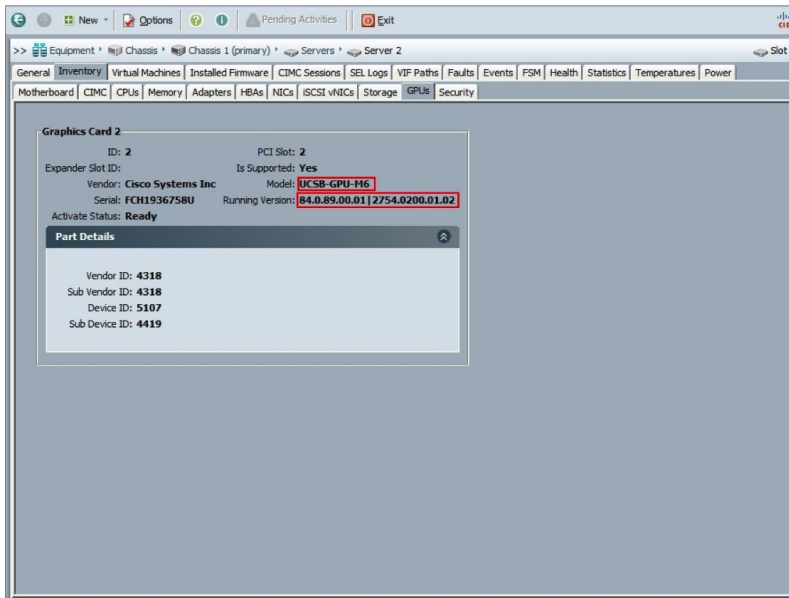 New Options ? i Pending Activities Exit
>> Equipment Chassis Chassis 1 (primary) Servers Server 2 Slot
General Inventory Virtual Machines Installed Firmware CIMC Sessions SEL Logs VIF Paths Faults Events FSM Health Statistics Temperatures Power
Motherboard CIMC CPUs Memory Adapters HBAs NICs iSCSI vNICs Storage GPUs Security
Graphics Card 2
ID: 2 PCI Slot: 2
Expander Slot ID: Is Supported: Yes
Vendor: Cisco Systems Inc Model: UCSB-GPU-M6
Serial: FCH1936758U Running Version: 84.0.89.00.01|2754.0200.01.02
Activate Status: Ready
Part Details
Vendor ID: 4318
Sub Vendor ID: 4318
Device ID: 5107
Sub Device ID: 4419